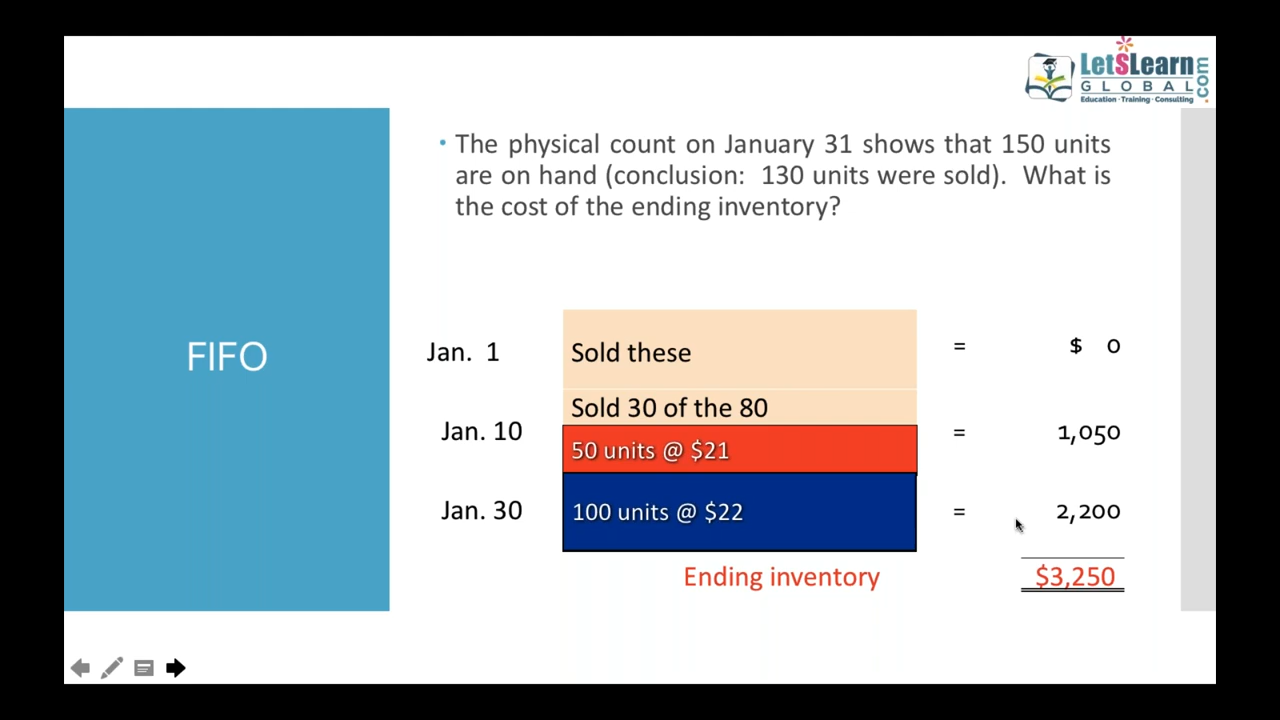 LetSLearn.com
GLOBAL
Education · Training · Consulting
• The physical count on January 31 shows that 150 units
are on hand (conclusion: 130 units were sold). What is
the cost of the ending inventory?
FIFO
Jan. 1 Sold these = $ 0
Sold 30 of the 80
Jan. 10 50 units @ $21 = 1,050
Jan. 30 100 units @ $22 = 2,200
Ending inventory $3,250